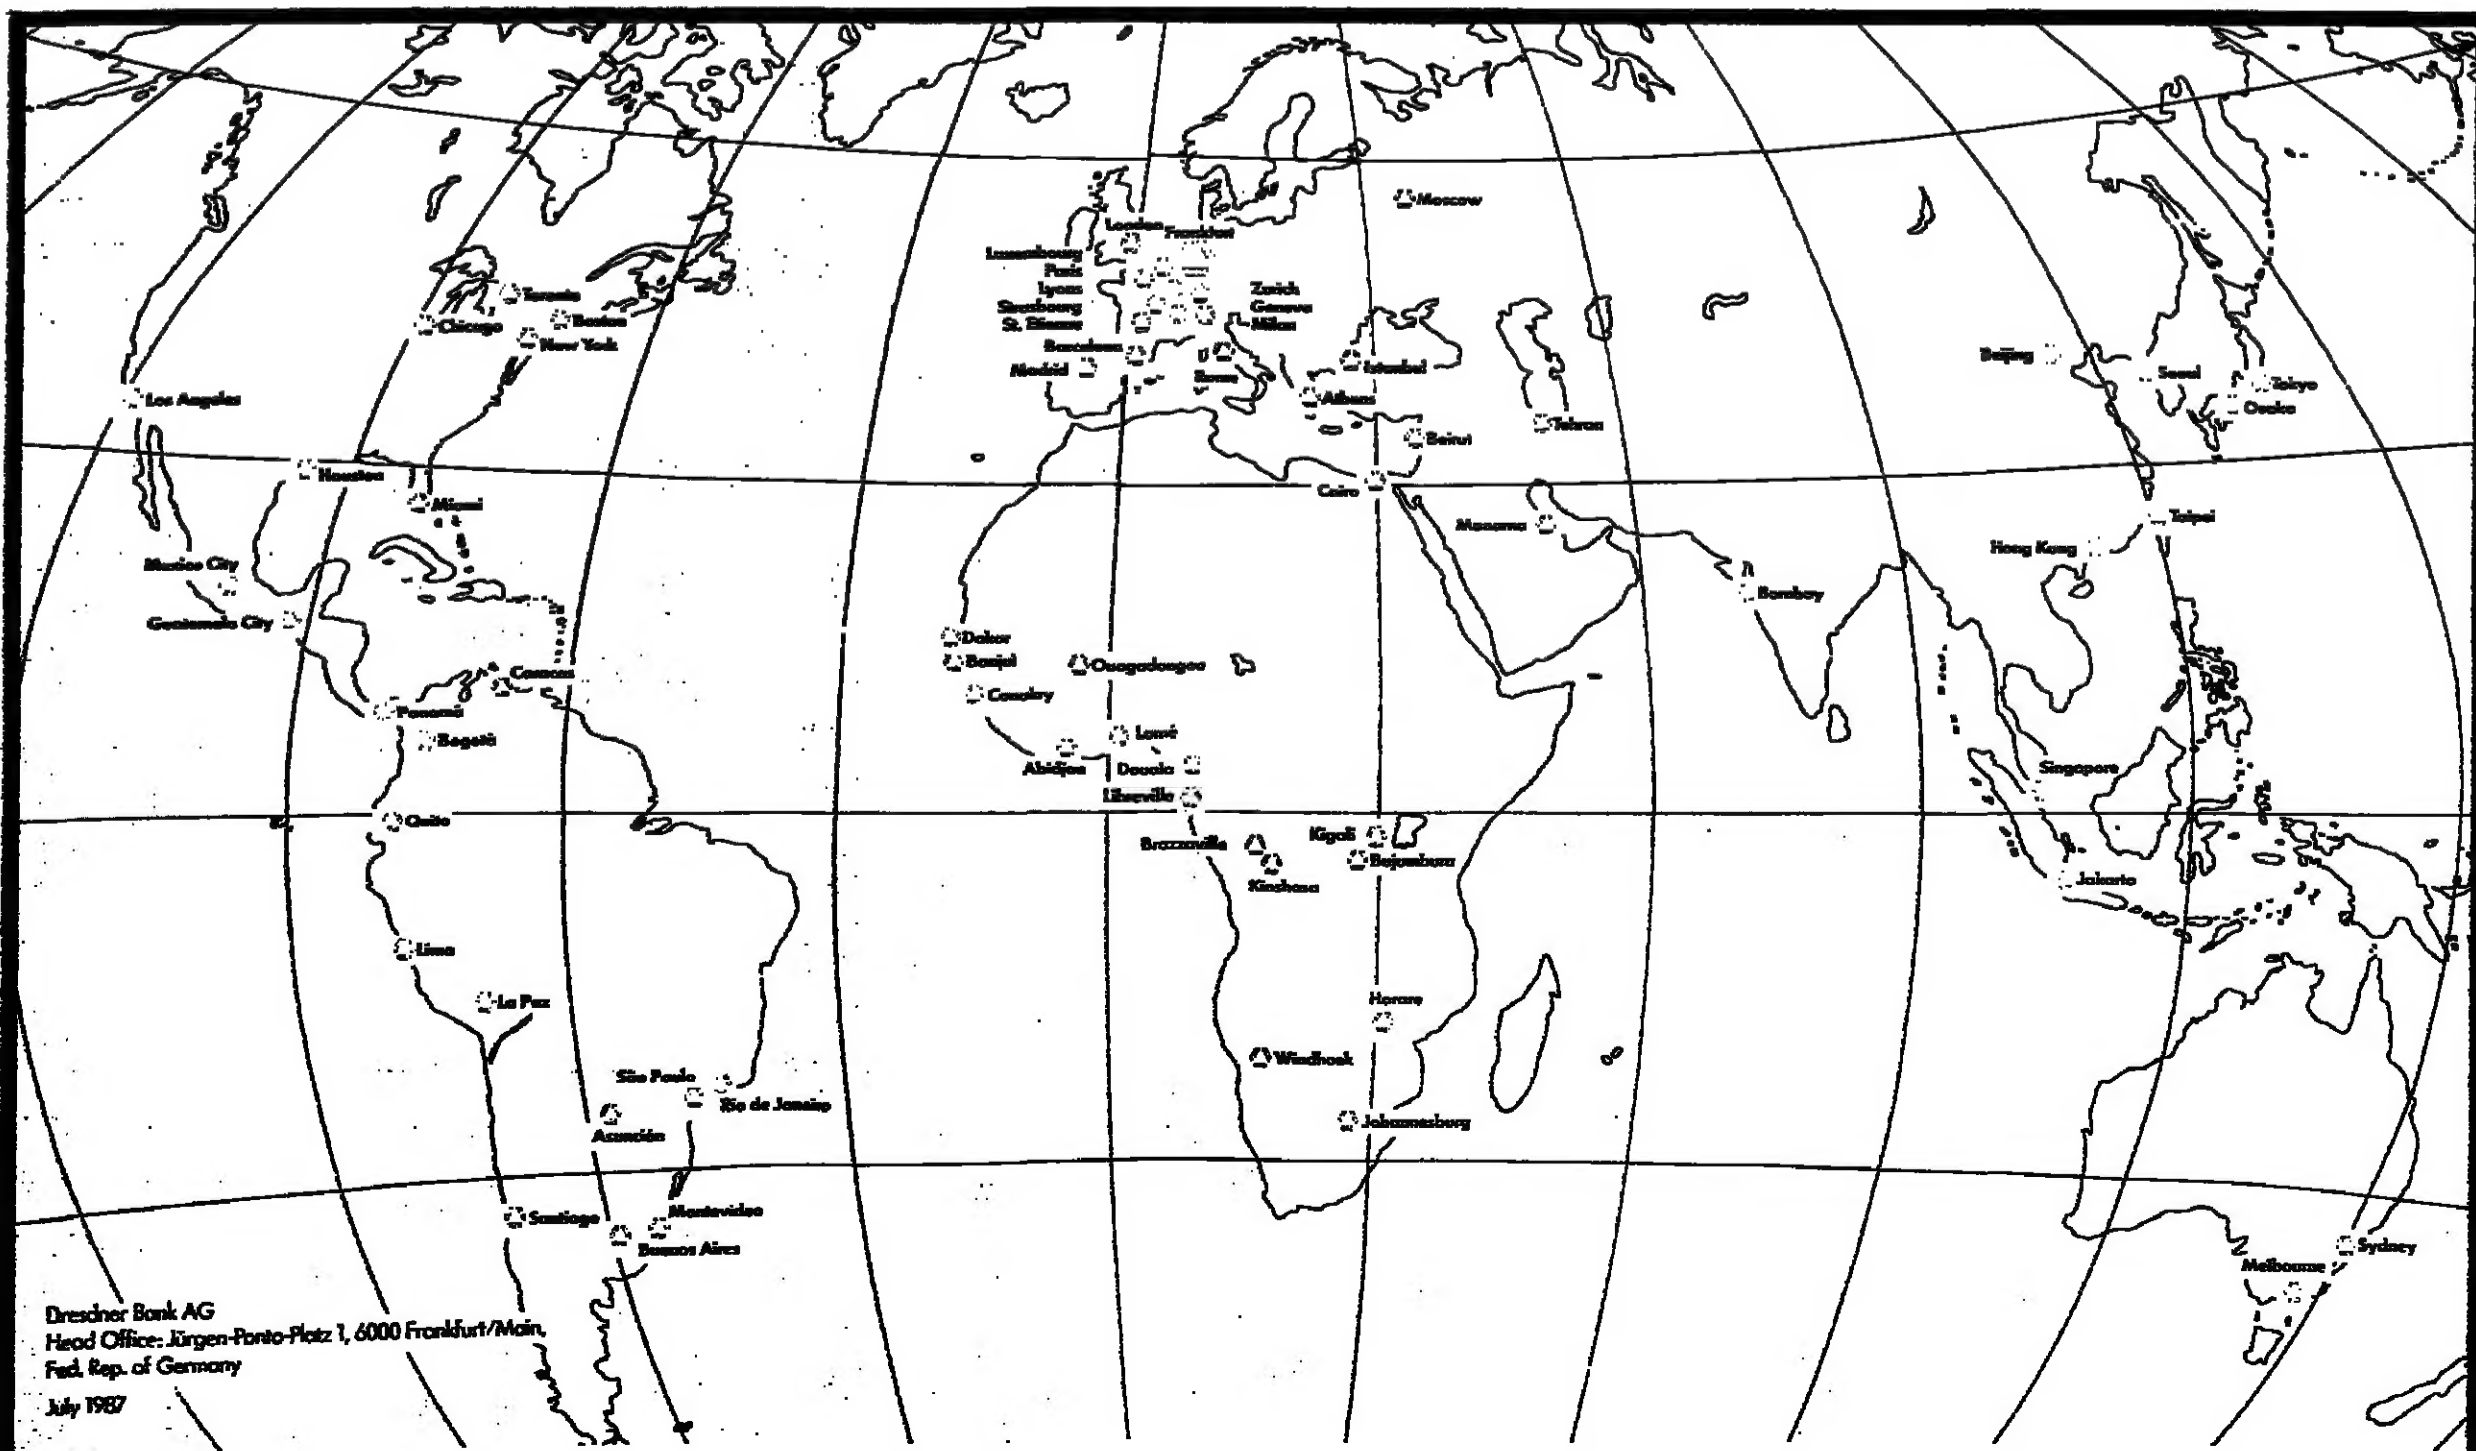 Moscow
London
Frankfurt
Luxembourg
Paris
Lyons
Strasbourg
St. Etienne
Zurich
Geneva
Milan
Barcelona
Madrid
Rome
Istanbul
Athens
Toronto
Chicago
Boston
New York
Los Angeles
Houston
Miami
Beirut
Tehran
Cairo
Manama
Beijing
Seoul
Tokyo
Osaka
Taipei
Hong Kong
Bombay
Mexico City
Guatemala City
Caracas
Panamá
Bogotá
Dakar
Banjul
Ouagadougou
Conakry
Lomé
Abidjan
Douala
Libreville
Singapore
Quito
Brazzaville
Kigali
Bujumbura
Kinshasa
Jakarta
Lima
La Paz
Harare
Windhoek
São Paulo
Rio de Janeiro
Asunción
Johannesburg
Santiago
Montevideo
Buenos Aires
Sydney
Melbourne
Dresdner Bank AG
Head Office: Jürgen-Ponto-Platz 1, 6000 Frankfurt/Main,
Fed. Rep. of Germany
July 1987